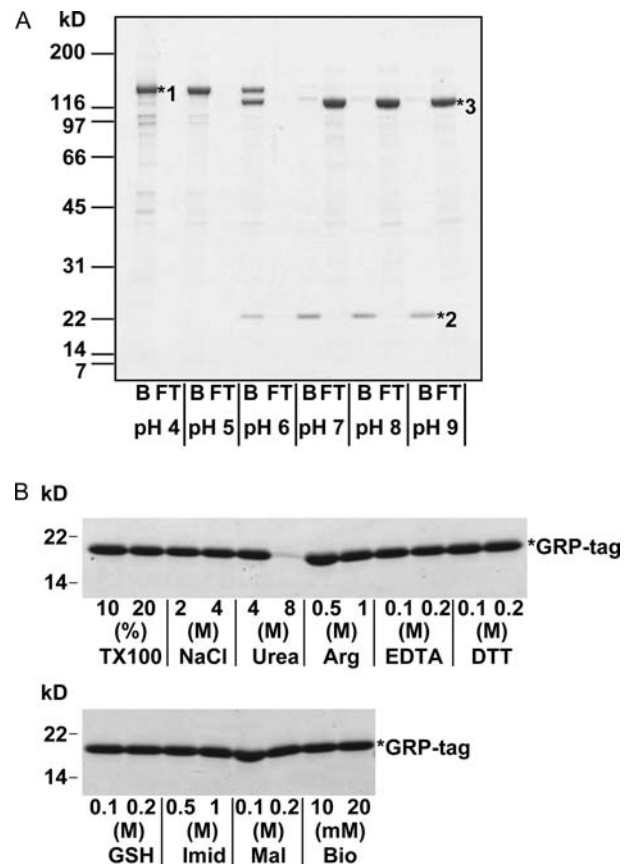 A kD
200
*1
116
*3
97
66
45
31
22
*2
14
7
B FT B FT B FT B FT B FT B FT
pH 4 pH 5 pH 6 pH 7 pH 8 pH 9
B kD
22
*GRP-tag
14
10 20 2 4 4 8 0.5 1 0.1 0.2 0.1 0.2
(%) (M) (M) (M) (M) (M)
TX100 NaCl Urea Arg EDTA DTT
22
*GRP-tag
14
0.1 0.2 0.5 1 0.1 0.2 10 20
(M) (M) (M) (mM)
GSH Imid Mal Bio